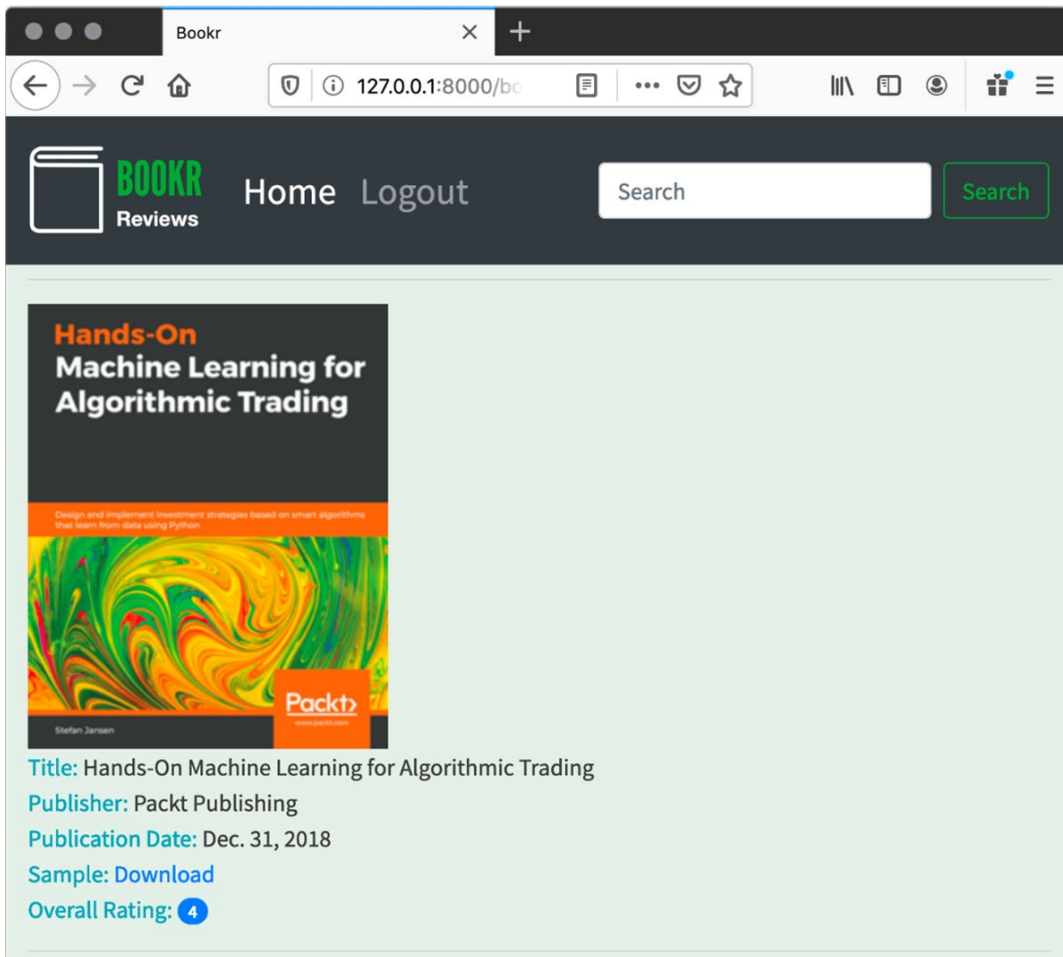 Bookr
127.0.0.1:8000/bo
BOOKR
Reviews
Home Logout
Search
Search
Hands-On
Machine Learning for
Algorithmic Trading
Design and implement investment strategies based on smart algorithms
that learn from data using Python
Packt>
www.packt.com
Stefan Jansen
Title: Hands-On Machine Learning for Algorithmic Trading
Publisher: Packt Publishing
Publication Date: Dec. 31, 2018
Sample: Download
Overall Rating: 4